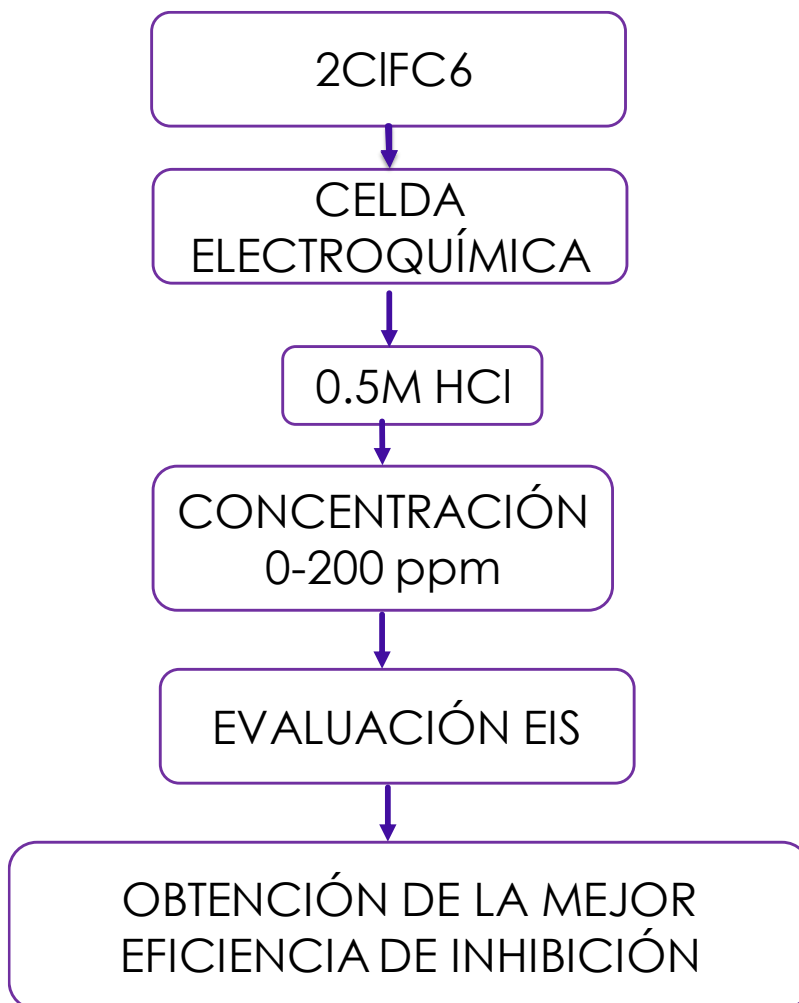 2ClFC6
CELDA
ELECTROQUÍMICA
0.5M HCl
CONCENTRACIÓN
0-200 ppm
EVALUACIÓN EIS
OBTENCIÓN DE LA MEJOR
EFICIENCIA DE INHIBICIÓN